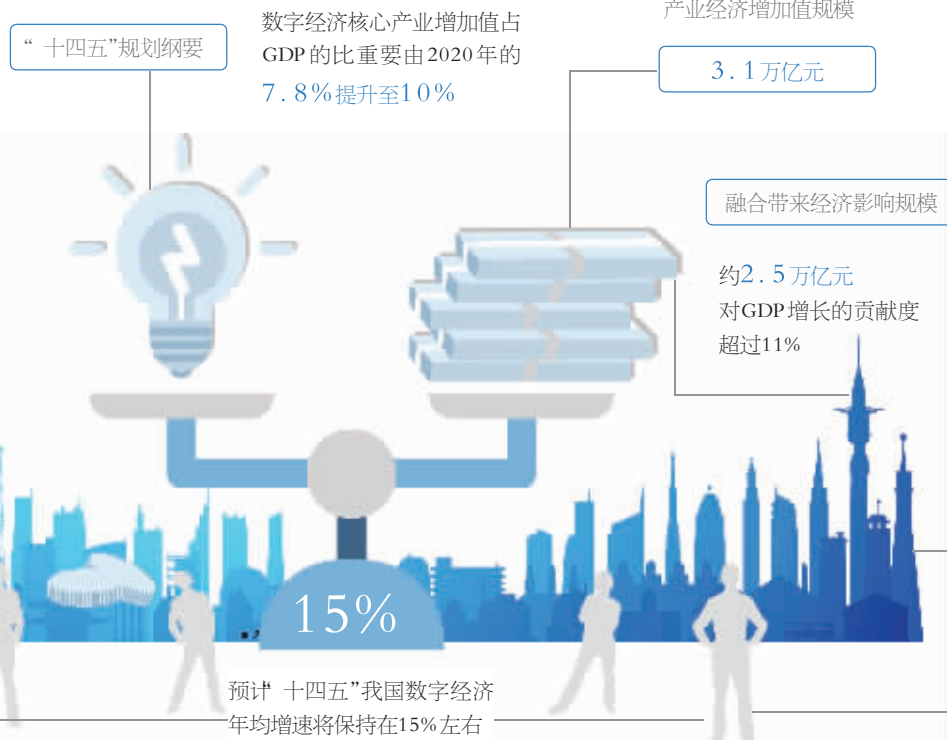 “ 十四五”规划纲要
数字经济核心产业增加值占
GDP的比重要由2020年的
7.8%提升至10%
产业经济增加值规模
3.1万亿元
融合带来经济影响规模
约2.5万亿元
对GDP增长的贡献度
超过11%
15%
预计“ 十四五”我国数字经济
年均增速将保持在15%左右